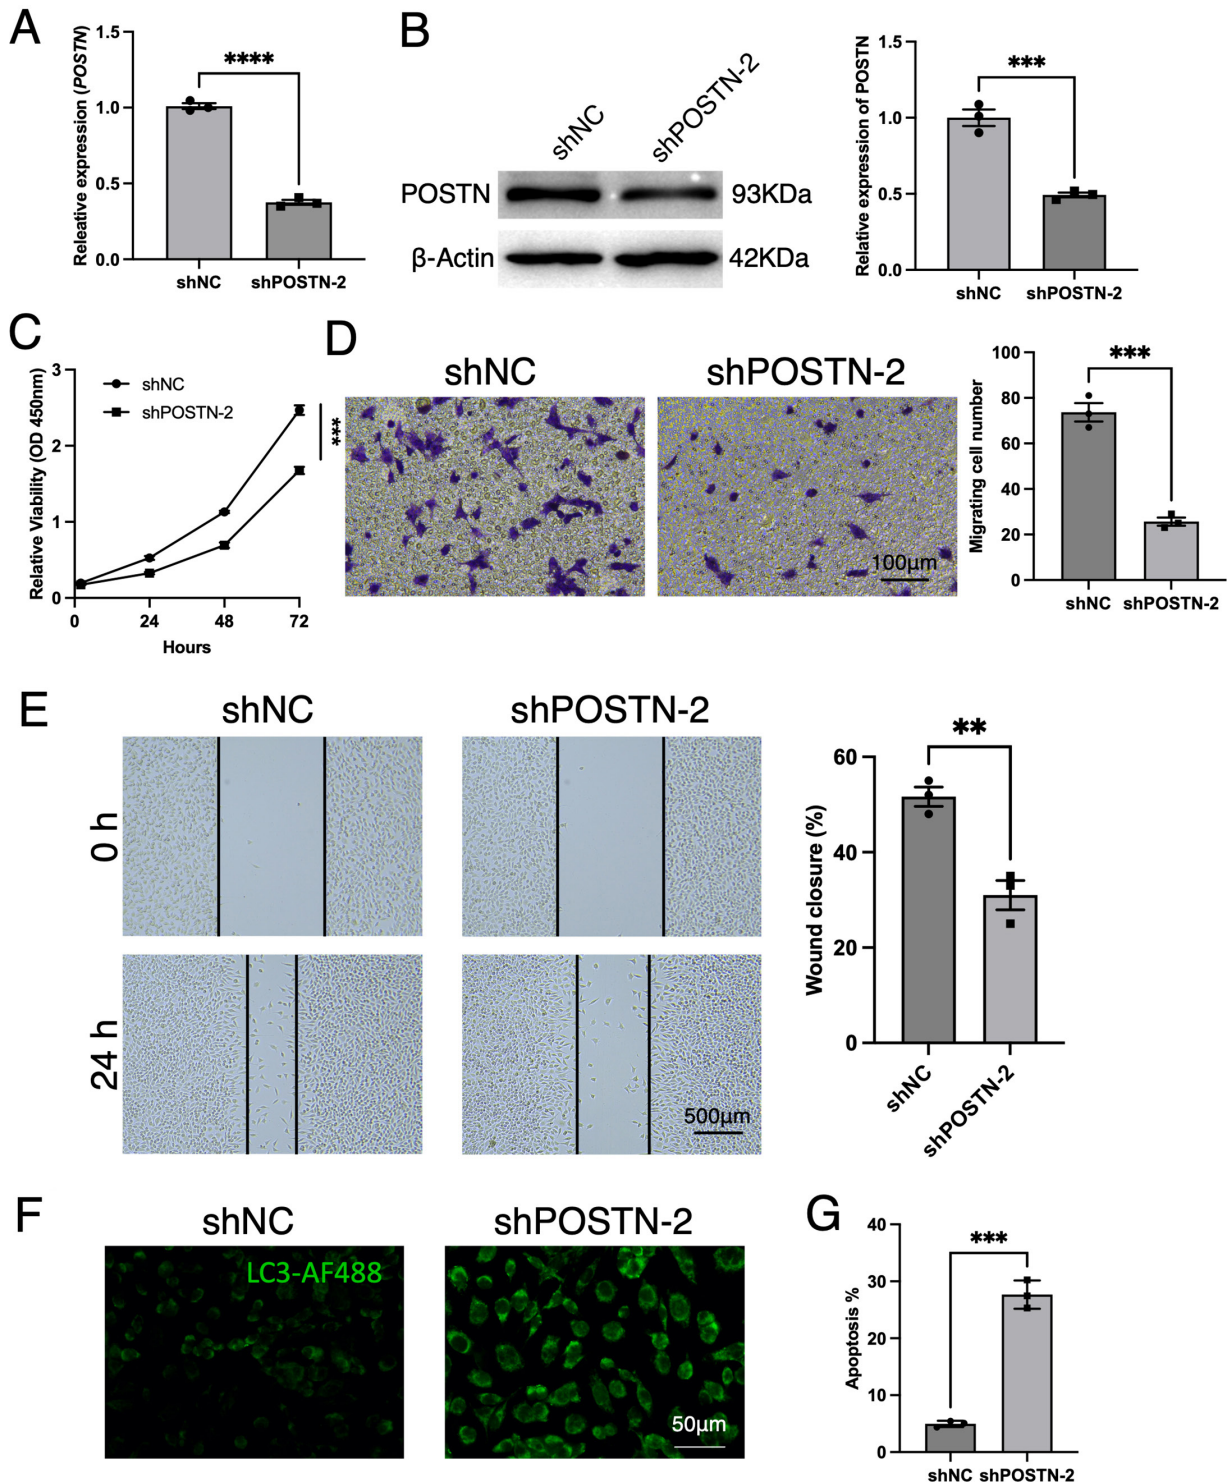 A
Releative expression (POSTN)
1.5
1.0
0.5
0.0
****
shNC
shPOSTN-2
B
shNC
shPOSTN-2
POSTN
93KDa
β-Actin
42KDa
Relative expression of POSTN
1.5
1.0
0.5
0.0
***
shNC
shPOSTN-2
C
Relative Viability (OD 450nm)
3
2
1
0
shNC
shPOSTN-2
***
0
24
48
72
Hours
D
shNC
shPOSTN-2
100μm
Migrating cell number
100
80
60
40
20
0
***
shNC
shPOSTN-2
E
shNC
shPOSTN-2
0 h
24 h
500μm
Wound closure (%)
60
40
20
0
**
shNC
shPOSTN-2
F
shNC
shPOSTN-2
LC3-AF488
50μm
G
Apoptosis %
40
30
20
10
0
***
shNC
shPOSTN-2